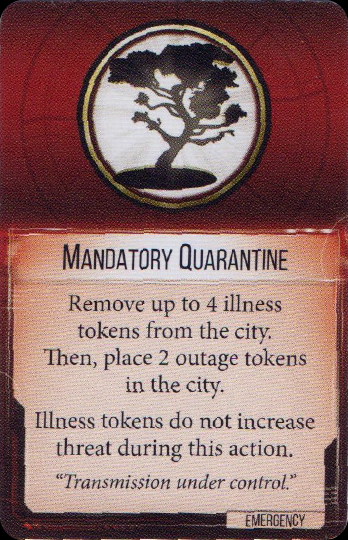 MANDATORY QUARANTINE
Remove up to 4 illness
tokens from the city.
Then, place 2 outage tokens
in the city.
Illness tokens do not increase
threat during this action.
“Transmission under control.”
EMERGENCY